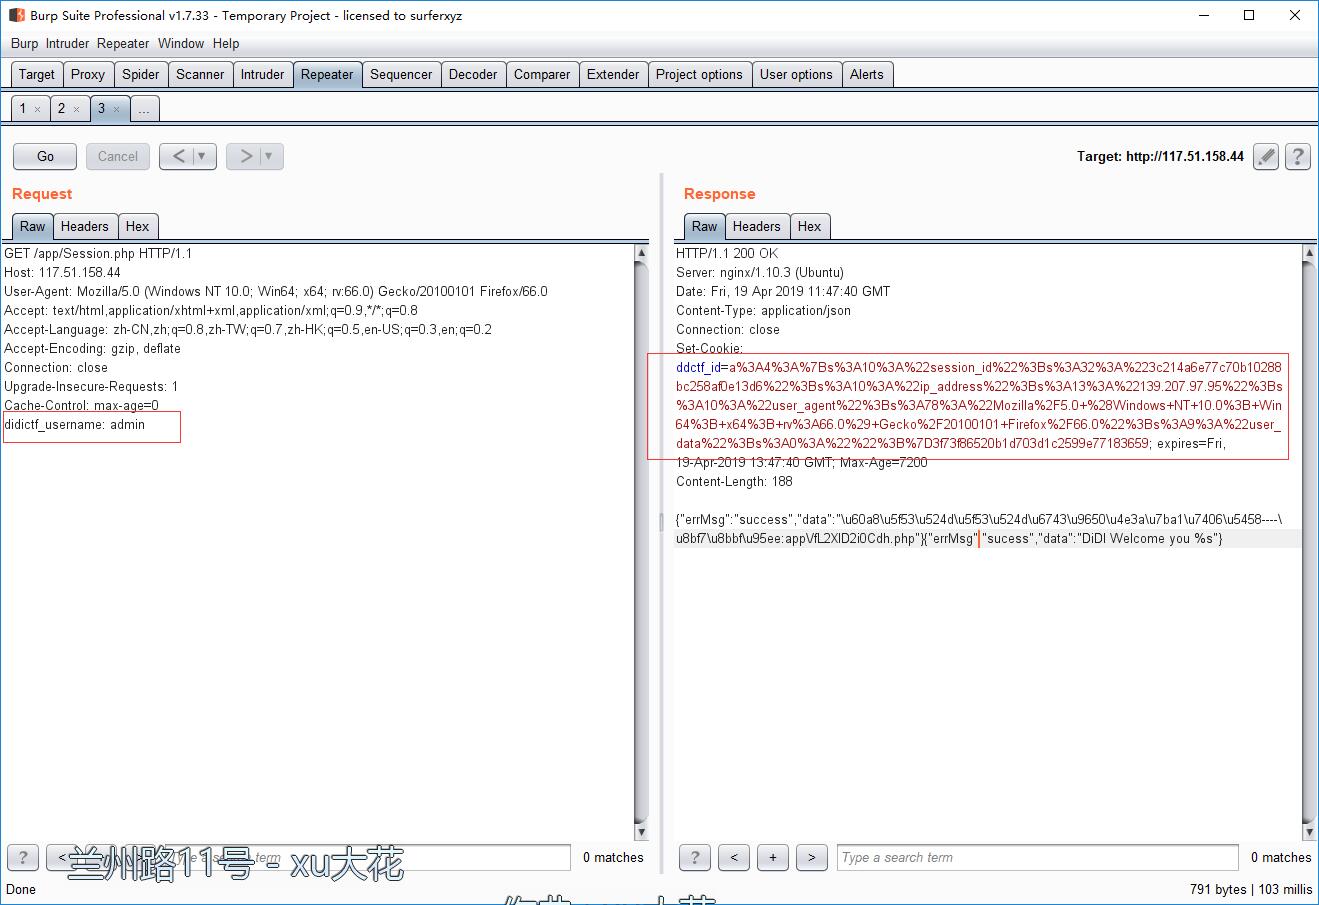 Burp Suite Professional v1.7.33 - Temporary Project - licensed to surferxyz
Burp Intruder Repeater Window Help
Target Proxy Spider Scanner Intruder Repeater Sequencer Decoder Comparer Extender Project options User options Alerts
1 × 2 × 3 × ...
Go Cancel < ▼ > ▼ Target: http://117.51.158.44 ?
Request
Raw Headers Hex
GET /app/Session.php HTTP/1.1
Host: 117.51.158.44
User-Agent: Mozilla/5.0 (Windows NT 10.0; Win64; x64; rv:66.0) Gecko/20100101 Firefox/66.0
Accept: text/html,application/xhtml+xml,application/xml;q=0.9,*/*;q=0.8
Accept-Language: zh-CN,zh;q=0.8,zh-TW;q=0.7,zh-HK;q=0.5,en-US;q=0.3,en;q=0.2
Accept-Encoding: gzip, deflate
Connection: close
Upgrade-Insecure-Requests: 1
Cache-Control: max-age=0
didictf_username: admin
? < Type a search term 0 matches
Response
Raw Headers Hex
HTTP/1.1 200 OK
Server: nginx/1.10.3 (Ubuntu)
Date: Fri, 19 Apr 2019 11:47:40 GMT
Content-Type: application/json
Connection: close
Set-Cookie:
ddctf_id=a%3A4%3A%7Bs%3A10%3A%22session_id%22%3Bs%3A32%3A%223c214a6e77c70b10288
bc258af0e13d6%22%3Bs%3A10%3A%22ip_address%22%3Bs%3A13%3A%22139.207.97.95%22%3Bs
%3A10%3A%22user_agent%22%3Bs%3A78%3A%22Mozilla%2F5.0+%28Windows+NT+10.0%3B+Win
64%3B+x64%3B+rv%3A66.0%29+Gecko%2F20100101+Firefox%2F66.0%22%3Bs%3A9%3A%22user_
data%22%3Bs%3A0%3A%22%22%3B%7D3f73f86520b1d703d1c2599e77183659; expires=Fri,
19-Apr-2019 13:47:40 GMT; Max-Age=7200
Content-Length: 188
{"errMsg":"success","data":"\u60a8\u5f53\u524d\u5f53\u524d\u6743\u9650\u4e3a\u7ba1\u7406\u5458----\
u8bf7\u8bbf\u95ee:app\/fL2XID2i0Cdh.php"}{"errMsg":"sucess","data":"DiDI Welcome you %s"}
? < + > Type a search term 0 matches
兰州路11号 - xu大花
Done 791 bytes | 103 millis